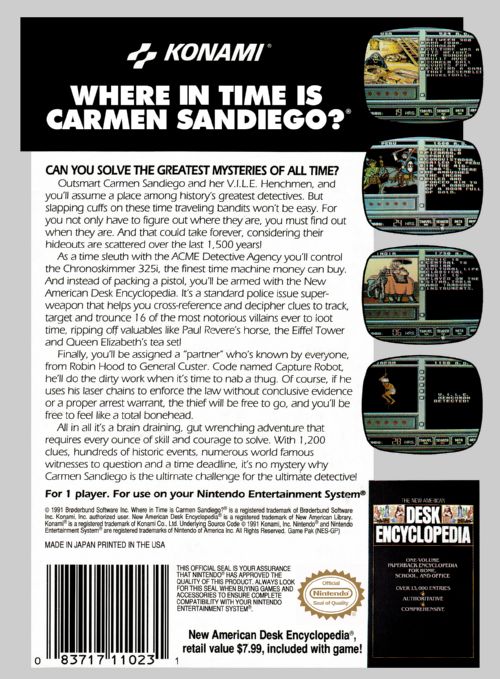 KONAMI®
WHERE IN TIME IS
CARMEN SANDIEGO?®
CAN YOU SOLVE THE GREATEST MYSTERIES OF ALL TIME?
Outsmart Carmen Sandiego and her V.I.L.E. Henchmen, and
you'll assume a place among history's greatest detectives. But
slapping cuffs on these time traveling bandits won't be easy. For
you not only have to figure out where they are, you must find out
when they are. And that could take forever, considering their
hideouts are scattered over the last 1,500 years!
As a time sleuth with the ACME Detective Agency you'll control
the Chronoskimmer 325i, the finest time machine money can buy.
And instead of packing a pistol, you'll be armed with the New
American Desk Encyclopedia. It's a standard police issue super-
weapon that helps you cross-reference and decipher clues to track,
target and trounce 16 of the most notorious villains ever to loot
time, ripping off valuables like Paul Revere's horse, the Eiffel Tower
and Queen Elizabeth's tea set!
Finally, you'll be assigned a "partner" who's known by everyone,
from Robin Hood to General Custer. Code named Capture Robot,
he'll do the dirty work when it's time to nab a thug. Of course, if he
uses his laser chains to enforce the law without conclusive evidence
or a proper arrest warrant, the thief will be free to go, and you'll be
free to feel like a total bonehead.
All in all it's a brain draining, gut wrenching adventure that
requires every ounce of skill and courage to solve. With 1,200
clues, hundreds of historic events, numerous world famous
witnesses to question and a time deadline, it's no mystery why
Carmen Sandiego is the ultimate challenge for the ultimate detective!
For 1 player. For use on your Nintendo Entertainment System®
© 1991 Brøderbund Software Inc. Where in Time is Carmen Sandiego?® is a registered trademark of Brøderbund Software
Inc. Konami, Inc. authorized user. New American Desk Encyclopedia® is a registered trademark of New American Library.
Konami® is a registered trademark of Konami Co., Ltd. Underlying Source Code © 1991 Konami, Inc. Nintendo® and Nintendo
Entertainment System® are registered trademarks of Nintendo of America Inc. All Rights Reserved. Game Pak (NES-GP)
MADE IN JAPAN PRINTED IN THE USA
THIS OFFICIAL SEAL IS YOUR ASSURANCE
THAT NINTENDO® HAS APPROVED THE
QUALITY OF THIS PRODUCT. ALWAYS LOOK
FOR THIS SEAL WHEN BUYING GAMES AND
ACCESSORIES TO ENSURE COMPLETE
COMPATIBILITY WITH YOUR NINTENDO
ENTERTAINMENT SYSTEM®.
Official
Nintendo®
Seal of Quality
New American Desk Encyclopedia®,
retail value $7.99, included with game!
0 83717 11023 1
THE NEW AMERICAN
DESK
ENCYCLOPEDIA
ONE-VOLUME
PAPERBACK ENCYCLOPEDIA
FOR HOME,
SCHOOL, AND OFFICE
OVER 13,000 ENTRIES
AUTHORITATIVE
COMPREHENSIVE
PERU
INDIA
HENCHMAN
DETECTED!